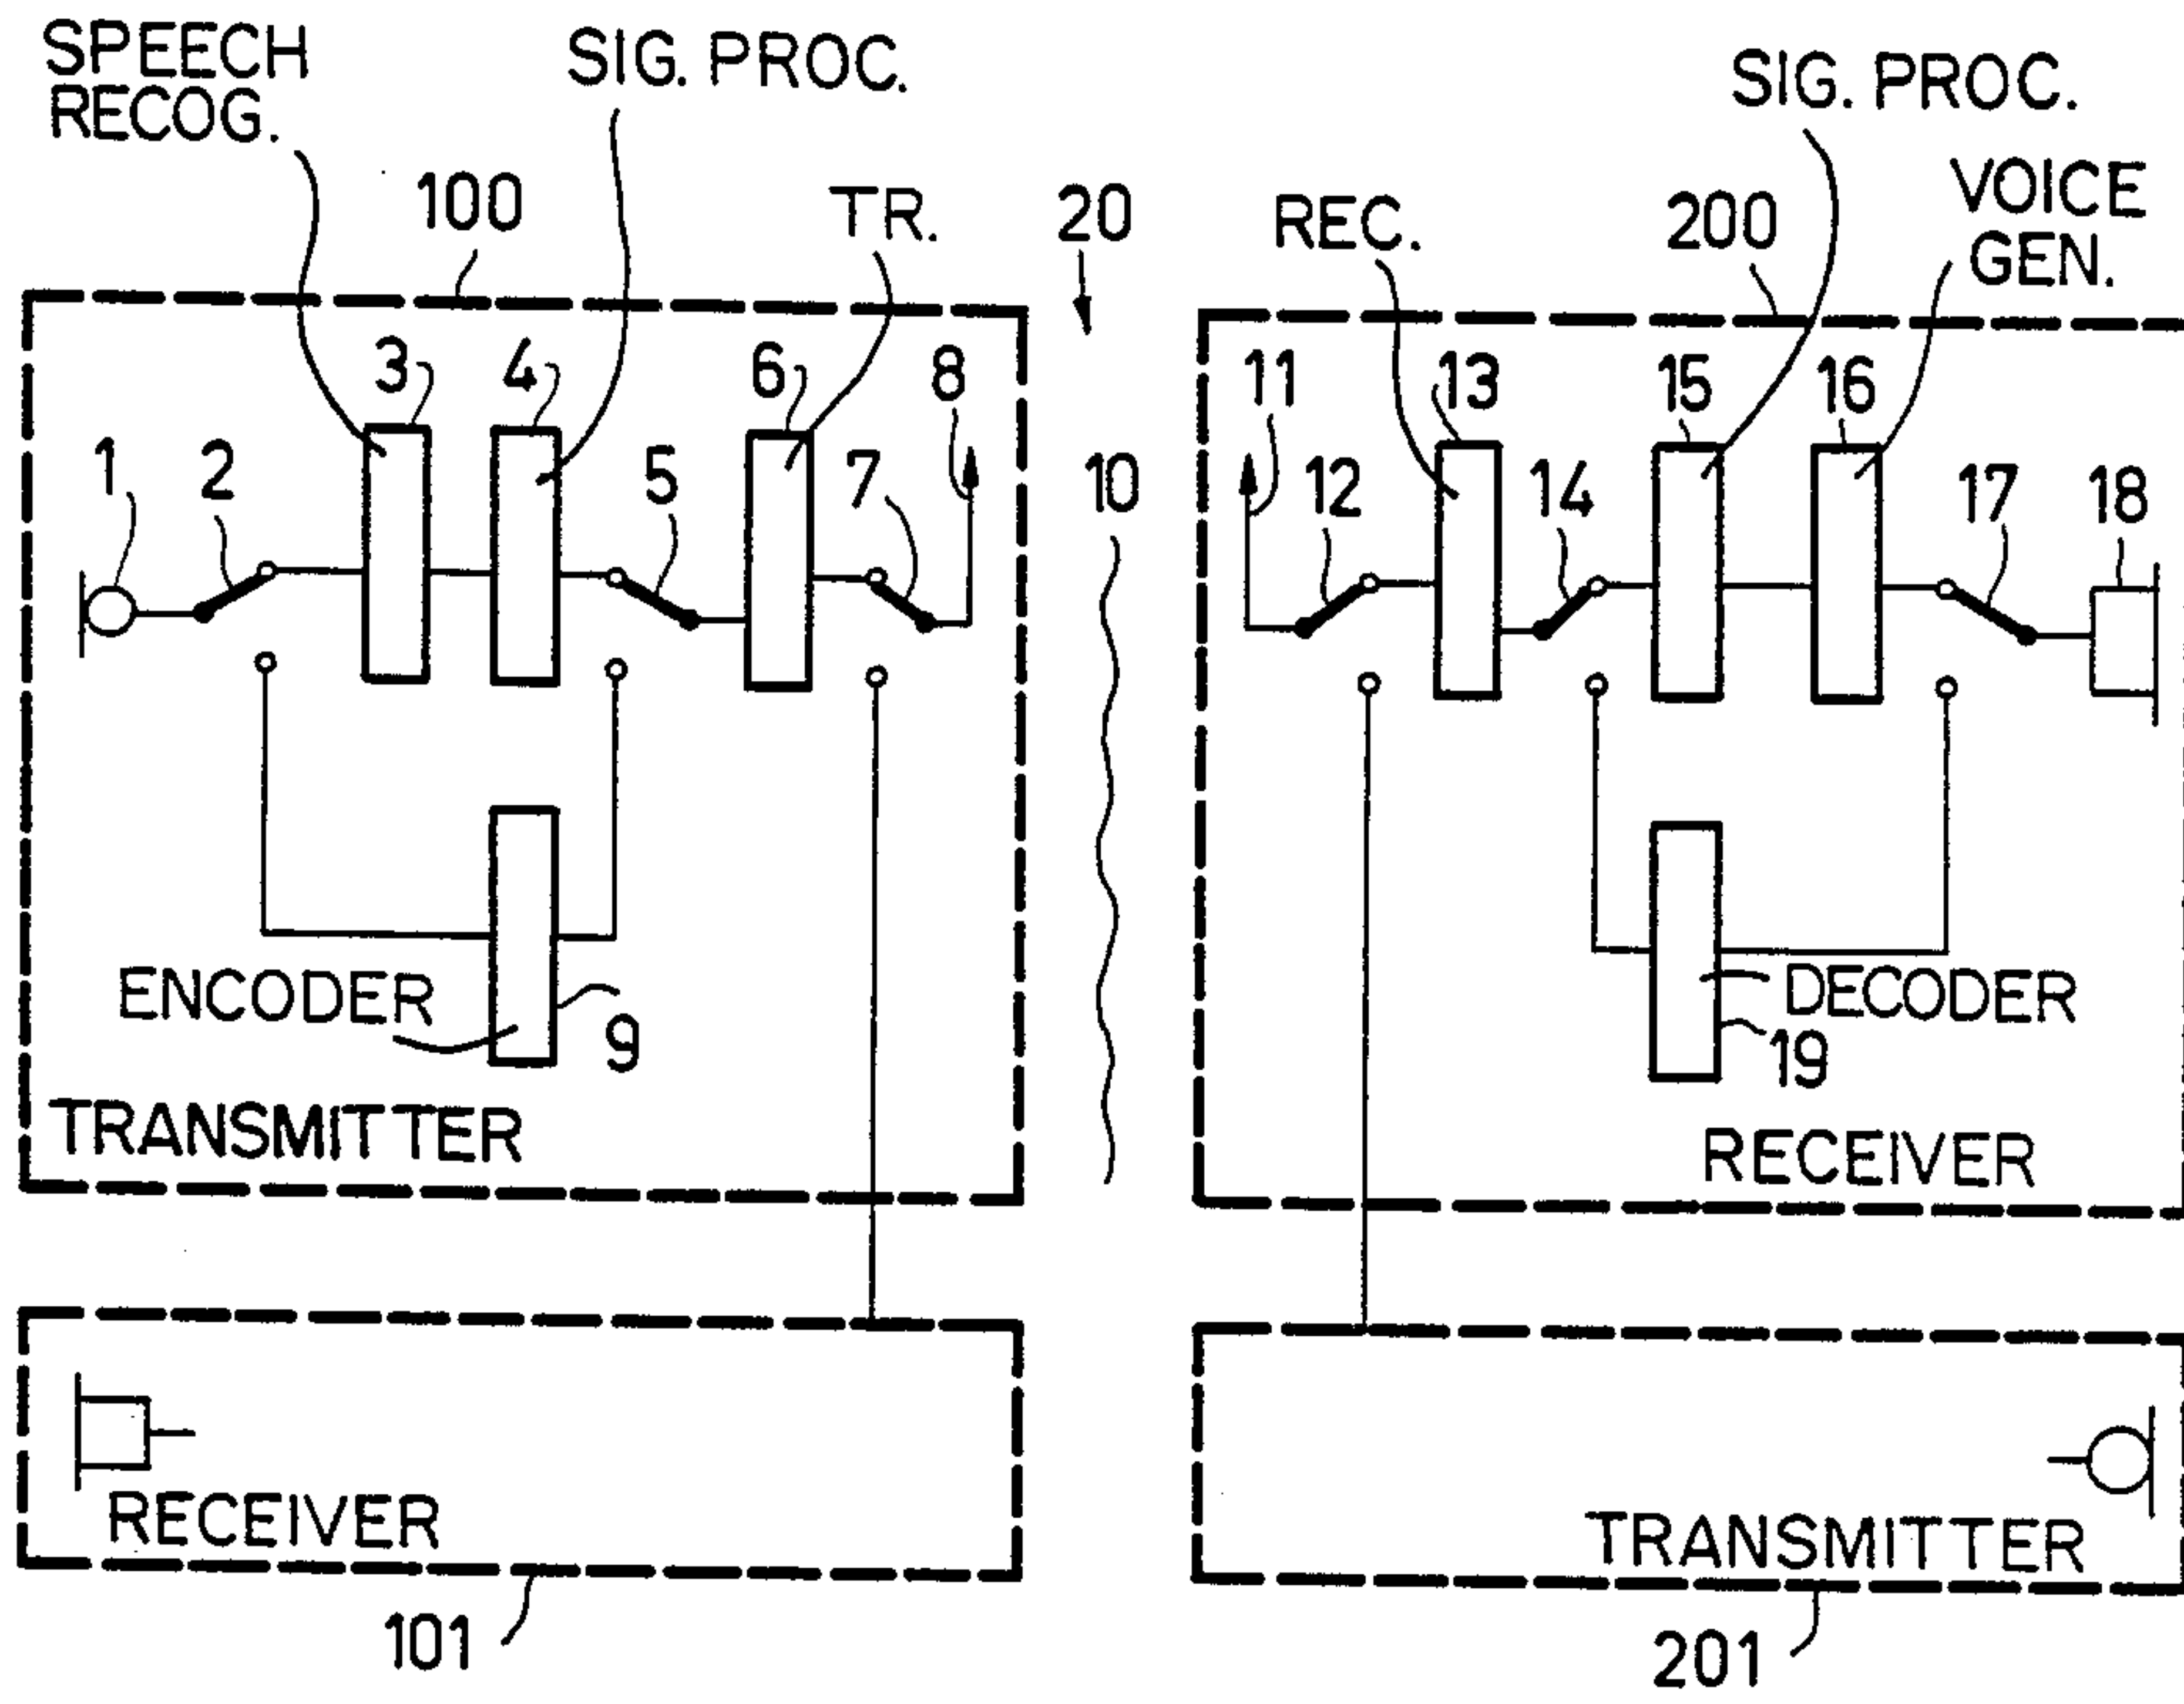 SPEECH
RECOG.
SIG. PROC.
SIG. PROC.
100
TR.
20
REC.
200
VOICE
GEN.
3
4
6
8
11
13
15
16
1
2
5
7
10
12
14
17
18
ENCODER
9
DECODER
19
TRANSMITTER
RECEIVER
RECEIVER
TRANSMITTER
101
201